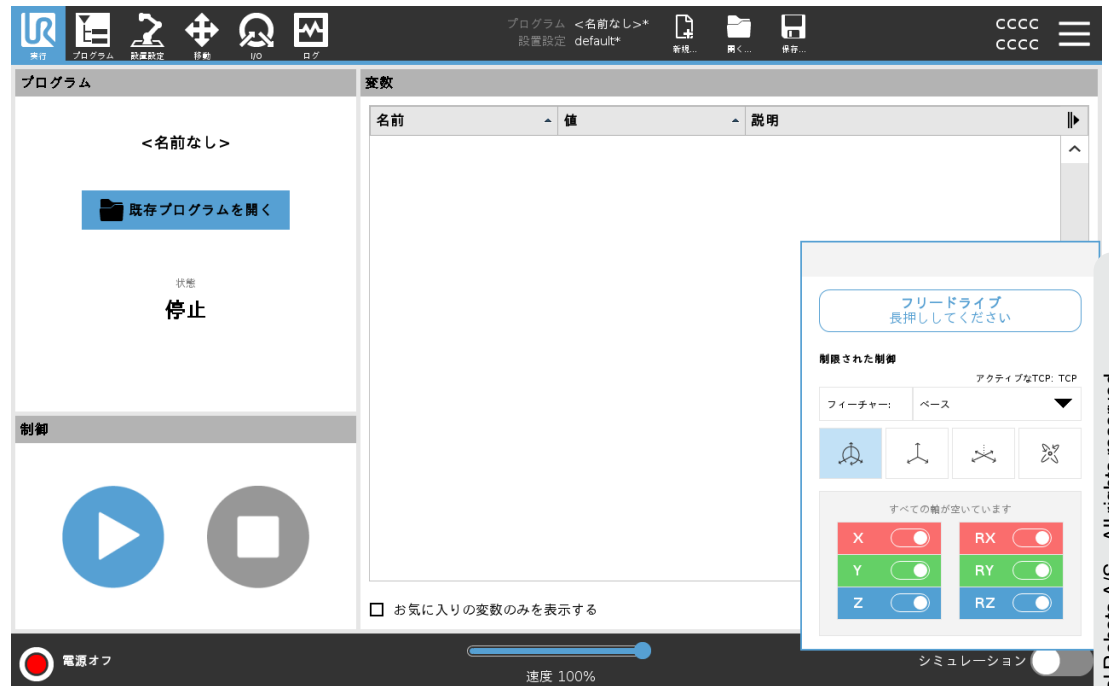 UR
実行
プログラム
設置設定
移動
I/O
ログ
プログラム <名前なし>*
設置設定 default*
新規...
開く...
保存...
CCCC
CCCC
プログラム
<名前なし>
既存プログラムを開く
状態
停止
制御
変数
名前
値
説明
お気に入りの変数のみを表示する
フリードライブ
長押ししてください
制限された制御
アクティブなTCP: TCP
フィーチャー: ベース
すべての軸が空いています
X RX
Y RY
Z RZ
電源オフ
速度 100%
シミュレーション